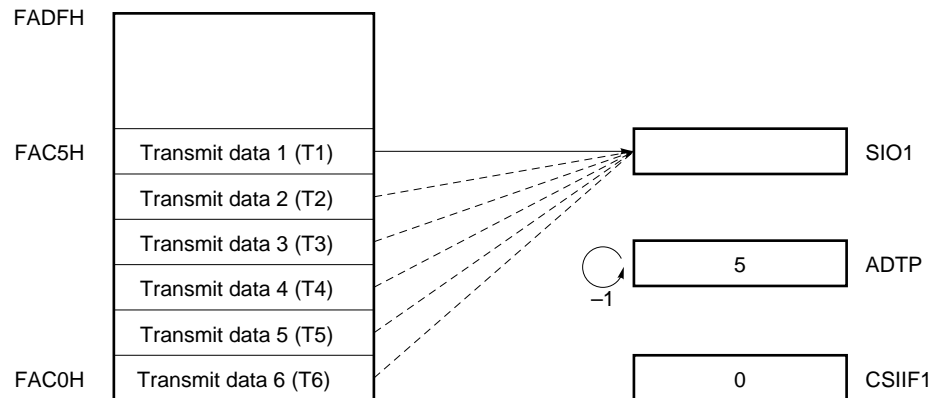 FADFH
FAC5H Transmit data 1 (T1) SIO1
Transmit data 2 (T2)
Transmit data 3 (T3)
5 ADTP
–1
Transmit data 4 (T4)
Transmit data 5 (T5)
FAC0H Transmit data 6 (T6) 0 CSIIF1